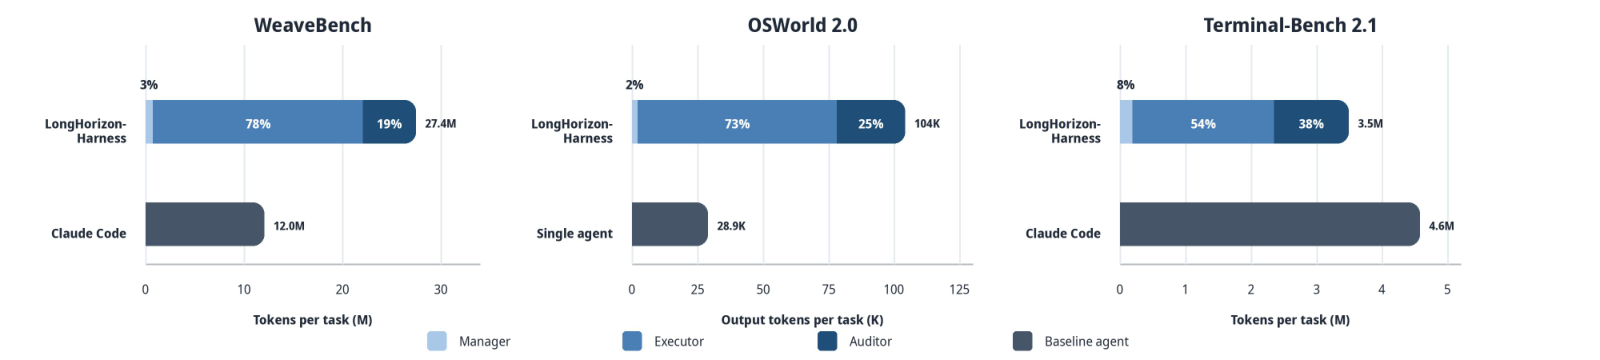 WeaveBench
3%
LongHorizon-
Harness
78%
19%
27.4M
Claude Code
12.0M
0 10 20 30
Tokens per task (M)
OSWorld 2.0
2%
LongHorizon-
Harness
73%
25%
104K
Single agent
28.9K
0 25 50 75 100 125
Output tokens per task (K)
Terminal-Bench 2.1
8%
LongHorizon-
Harness
54%
38%
3.5M
Claude Code
4.6M
0 1 2 3 4 5
Tokens per task (M)
Manager Executor Auditor Baseline agent